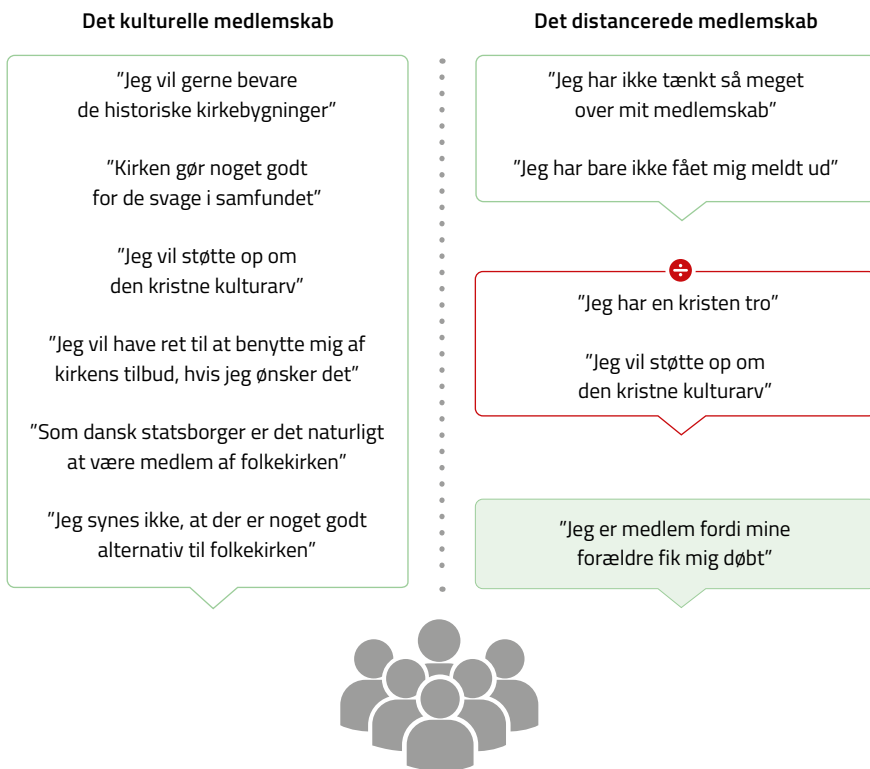 Det kulturelle medlemskab
”Jeg vil gerne bevare
de historiske kirkebygninger”
”Kirken gør noget godt
for de svage i samfundet”
”Jeg vil støtte op om
den kristne kulturarv”
”Jeg vil have ret til at benytte mig af
kirkens tilbud, hvis jeg ønsker det”
”Som dansk statsborger er det naturligt
at være medlem af folkekirken”
”Jeg synes ikke, at der er noget godt
alternativ til folkekirken”
Det distancerede medlemskab
”Jeg har ikke tænkt så meget
over mit medlemskab”
”Jeg har bare ikke fået mig meldt ud”
÷
”Jeg har en kristen tro”
”Jeg vil støtte op om
den kristne kulturarv”
”Jeg er medlem fordi mine
forældre fik mig døbt”